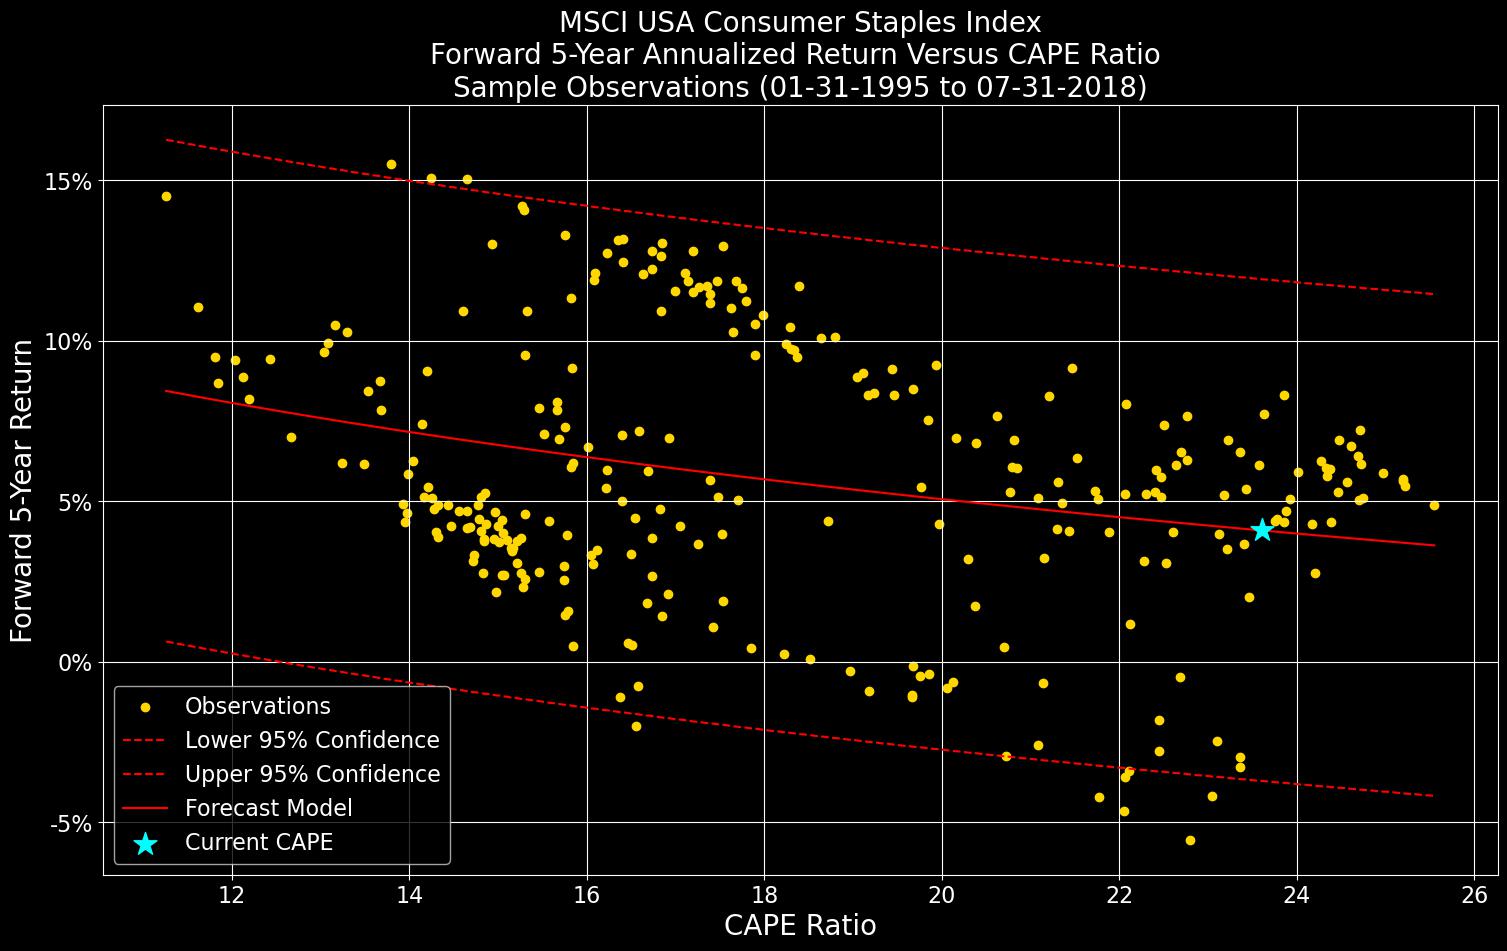 MSCI USA Consumer Staples Index
Forward 5-Year Annualized Return Versus CAPE Ratio
Sample Observations (01-31-1995 to 07-31-2018)
Forward 5-Year Return
15%
10%
5%
0%
-5%
Observations
Lower 95% Confidence
Upper 95% Confidence
Forecast Model
Current CAPE
12 14 16 18 20 22 24 26
CAPE Ratio